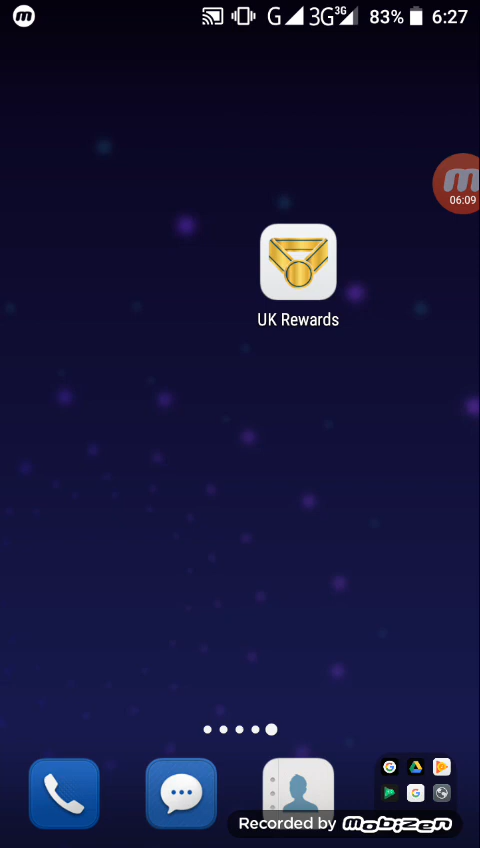 m G 3G 3G 83% 6:27
m
06:09
UK Rewards
Recorded by mobizen